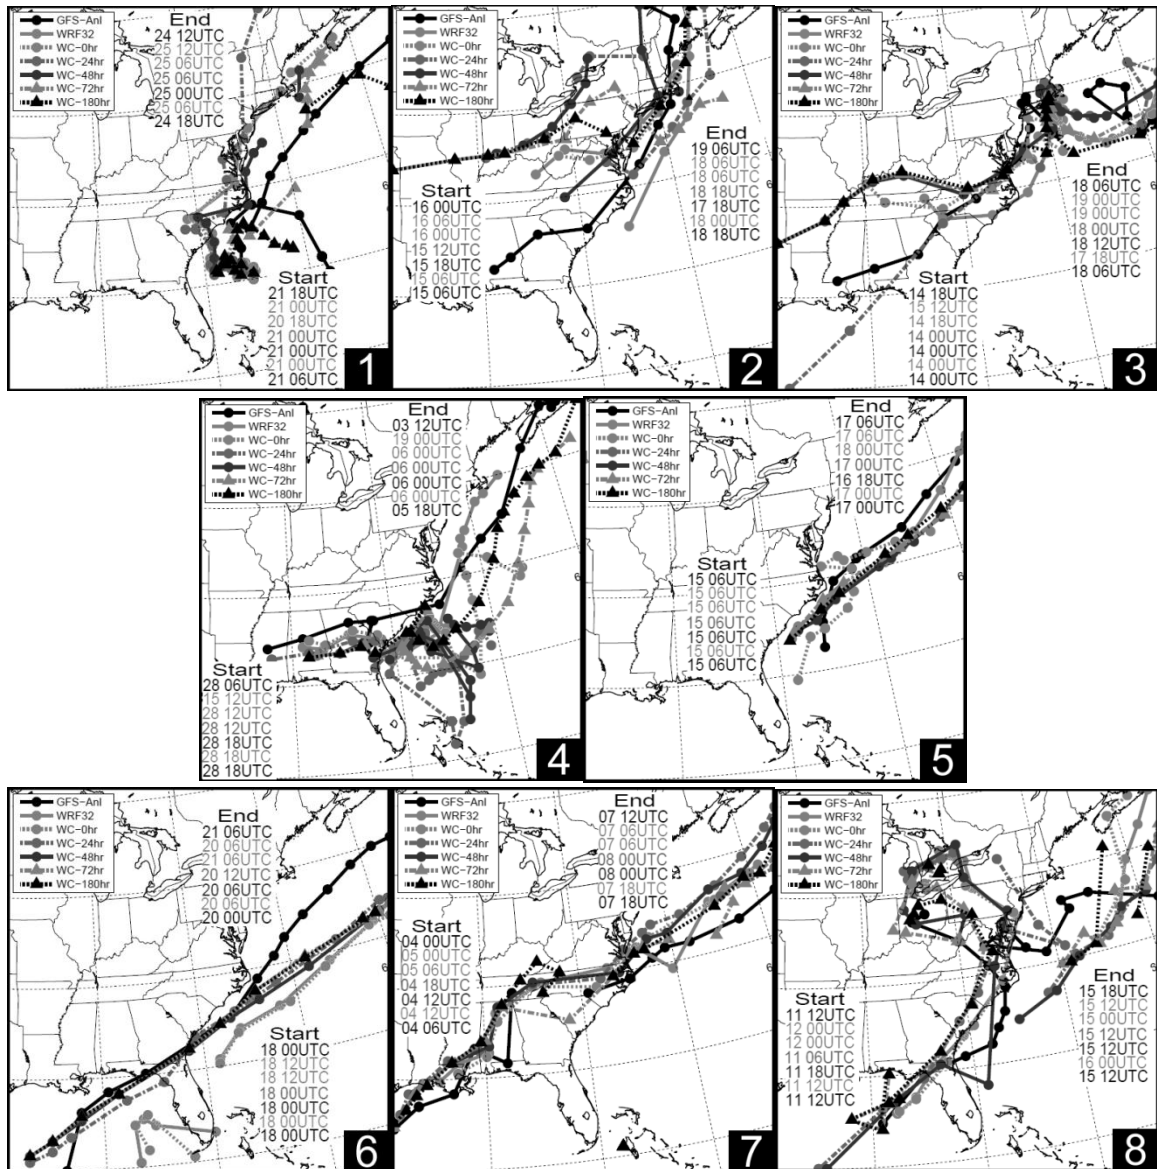 GFS-Anl
WRF32
WC-0hr
WC-24hr
WC-48hr
WC-72hr
WC-180hr
End
24 12UTC
25 12UTC
25 06UTC
25 06UTC
25 00UTC
25 06UTC
24 18UTC
Start
21 18UTC
21 00UTC
20 18UTC
21 00UTC
21 00UTC
21 00UTC
21 06UTC
6
1
GFS-Anl
WRF32
WC-0hr
WC-24hr
WC-48hr
WC-72hr
WC-180hr
Start
16 00UTC
16 06UTC
16 00UTC
15 12UTC
15 18UTC
15 06UTC
15 06UTC
End
19 06UTC
18 06UTC
18 06UTC
18 18UTC
17 18UTC
18 00UTC
18 18UTC
6
2
GFS-Anl
WRF32
WC-0hr
WC-24hr
WC-48hr
WC-72hr
WC-180hr
End
18 06UTC
19 00UTC
19 00UTC
18 00UTC
18 12UTC
17 18UTC
18 06UTC
Start
14 18UTC
15 12UTC
14 18UTC
14 00UTC
14 00UTC
14 00UTC
14 00UTC
3
GFS-Anl
WRF32
WC-0hr
WC-24hr
WC-48hr
WC-72hr
WC-180hr
End
03 12UTC
19 00UTC
06 00UTC
06 00UTC
06 00UTC
06 00UTC
05 18UTC
Start
28 06UTC
15 12UTC
28 12UTC
28 12UTC
28 18UTC
28 18UTC
28 18UTC
6
4
GFS-Anl
WRF32
WC-0hr
WC-24hr
WC-48hr
WC-72hr
WC-180hr
End
17 06UTC
17 06UTC
18 00UTC
17 00UTC
16 18UTC
17 00UTC
17 00UTC
Start
15 06UTC
15 06UTC
15 06UTC
15 06UTC
15 06UTC
15 06UTC
15 06UTC
6
5
GFS-Anl
WRF32
WC-0hr
WC-24hr
WC-48hr
WC-72hr
WC-180hr
End
21 06UTC
20 06UTC
21 06UTC
20 12UTC
20 06UTC
20 06UTC
20 00UTC
Start
18 00UTC
18 12UTC
18 12UTC
18 00UTC
18 00UTC
18 00UTC
18 00UTC
6
6
GFS-Anl
WRF32
WC-0hr
WC-24hr
WC-48hr
WC-72hr
WC-180hr
End
07 12UTC
07 06UTC
07 06UTC
08 00UTC
08 00UTC
07 18UTC
07 18UTC
Start
04 00UTC
05 00UTC
05 06UTC
04 18UTC
04 12UTC
04 12UTC
04 06UTC
6
7
GFS-Anl
WRF32
WC-0hr
WC-24hr
WC-48hr
WC-72hr
WC-180hr
Start
11 12UTC
12 00UTC
12 00UTC
11 06UTC
11 18UTC
11 12UTC
11 12UTC
End
15 18UTC
15 12UTC
15 00UTC
15 12UTC
15 12UTC
16 00UTC
15 12UTC
6
8